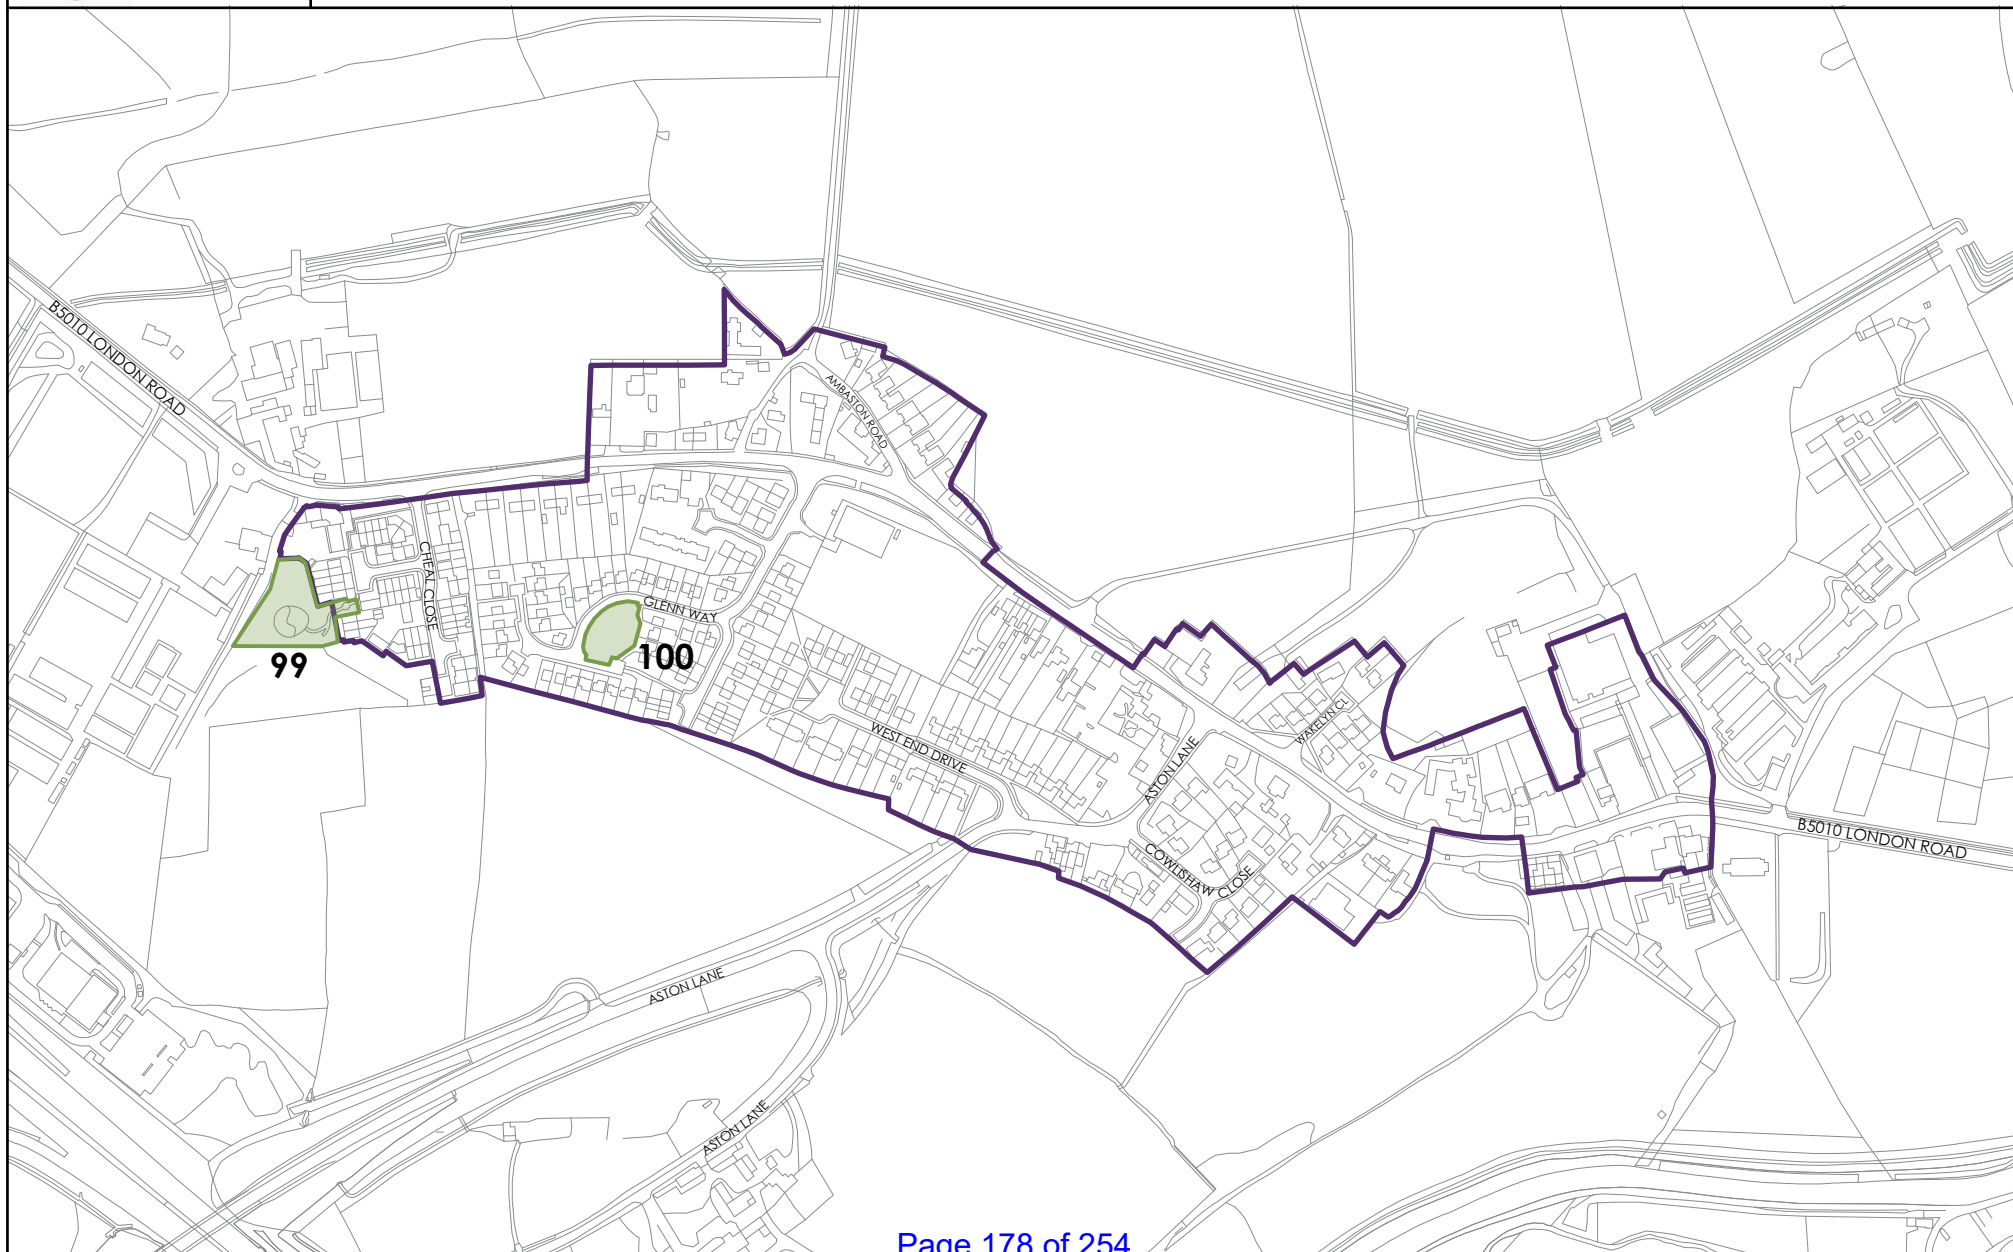 B5010 LONDON ROAD
AMBASTON ROAD
CHEAL CLOSE
GLENN WAY
99
100
WEST END DRIVE
ASTON LANE
WAKELYN CL
COWLISHAW CLOSE
B5010 LONDON ROAD
ASTON LANE
ASTON LANE
Page 178 of 254